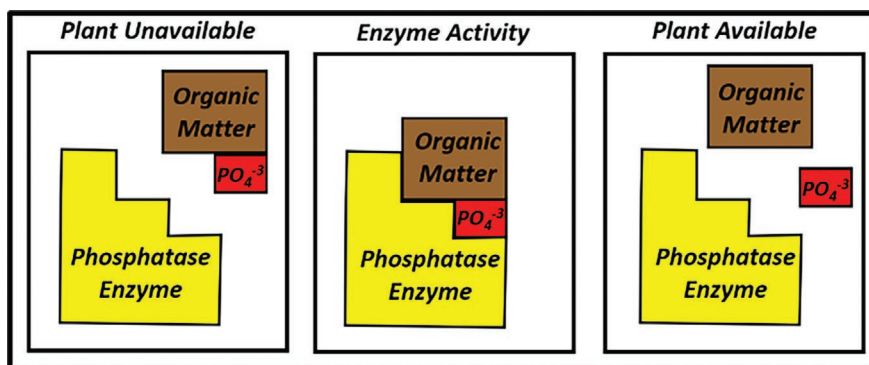 Plant Unavailable
Organic
Matter
PO₄⁻³
Phosphatase
Enzyme
Enzyme Activity
Organic
Matter
PO₄⁻³
Phosphatase
Enzyme
Plant Available
Organic
Matter
PO₄⁻³
Phosphatase
Enzyme